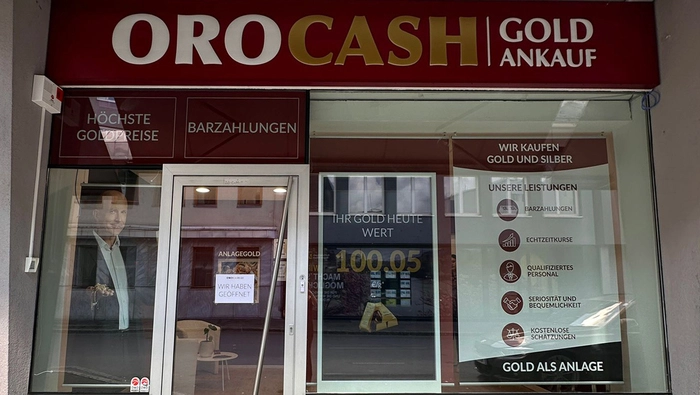 OROCASH | GOLD
ANKAUF
HÖCHSTE
GOLDPREISE
BARZAHLUNGEN
WIR KAUFEN
GOLD UND SILBER
UNSERE LEISTUNGEN
BARZAHLUNGEN
ECHTZEITKURSE
QUALIFIZIERTES
PERSONAL
SERIOSITÄT UND
BEQUEMLICHKEIT
KOSTENLOSE
SCHÄTZUNGEN
GOLD ALS ANLAGE
IHR GOLD HEUTE
WERT
100.05
ANLAGEGOLD
WIR HABEN
GEÖFFNET